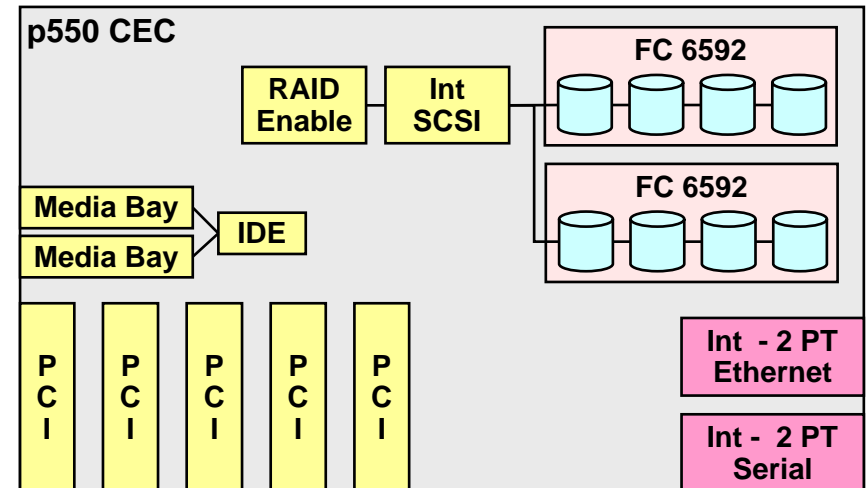 p550 CEC
FC 6592
RAID
Enable
Int
SCSI
FC 6592
Media Bay
IDE
Media Bay
P
C
I
P
C
I
P
C
I
P
C
I
P
C
I
Int - 2 PT
Ethernet
Int - 2 PT
Serial